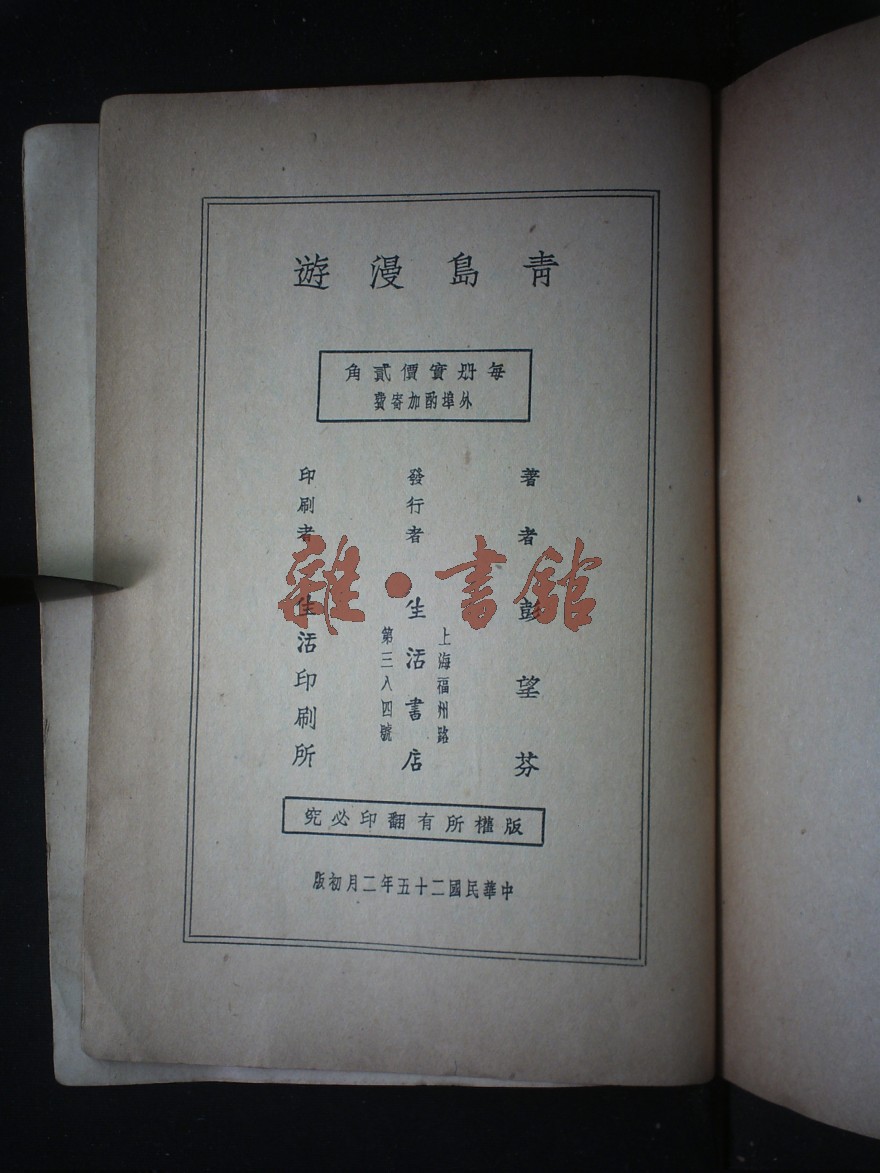 青島漫遊
每册實價貳角
外埠酌加寄費
著者 彭望芬
發行者 生活書店
上海福州路
第三八四號
印刷者 生活印刷所
版權所有翻印必究
中華民國二十五年二月初版
雜·書館